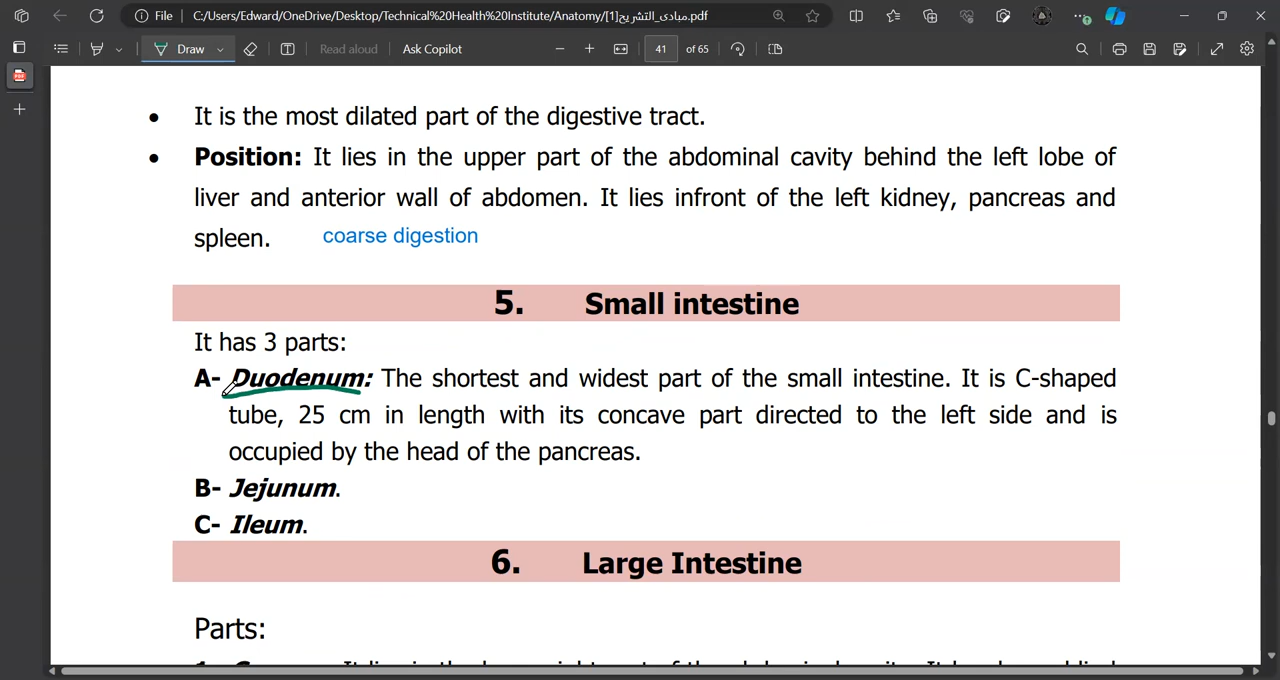 File
C:/Users/Edward/OneDrive/Desktop/Technical%20Health%20Institute/Anatomy/[1]مبادى_التشريح.pdf
Draw
Read aloud
Ask Copilot
41
of 65
• It is the most dilated part of the digestive tract.
• Position: It lies in the upper part of the abdominal cavity behind the left lobe of
liver and anterior wall of abdomen. It lies infront of the left kidney, pancreas and
spleen.
coarse digestion
5. Small intestine
It has 3 parts:
A- Duodenum: The shortest and widest part of the small intestine. It is C-shaped
tube, 25 cm in length with its concave part directed to the left side and is
occupied by the head of the pancreas.
B- Jejunum.
C- Ileum.
6. Large Intestine
Parts: